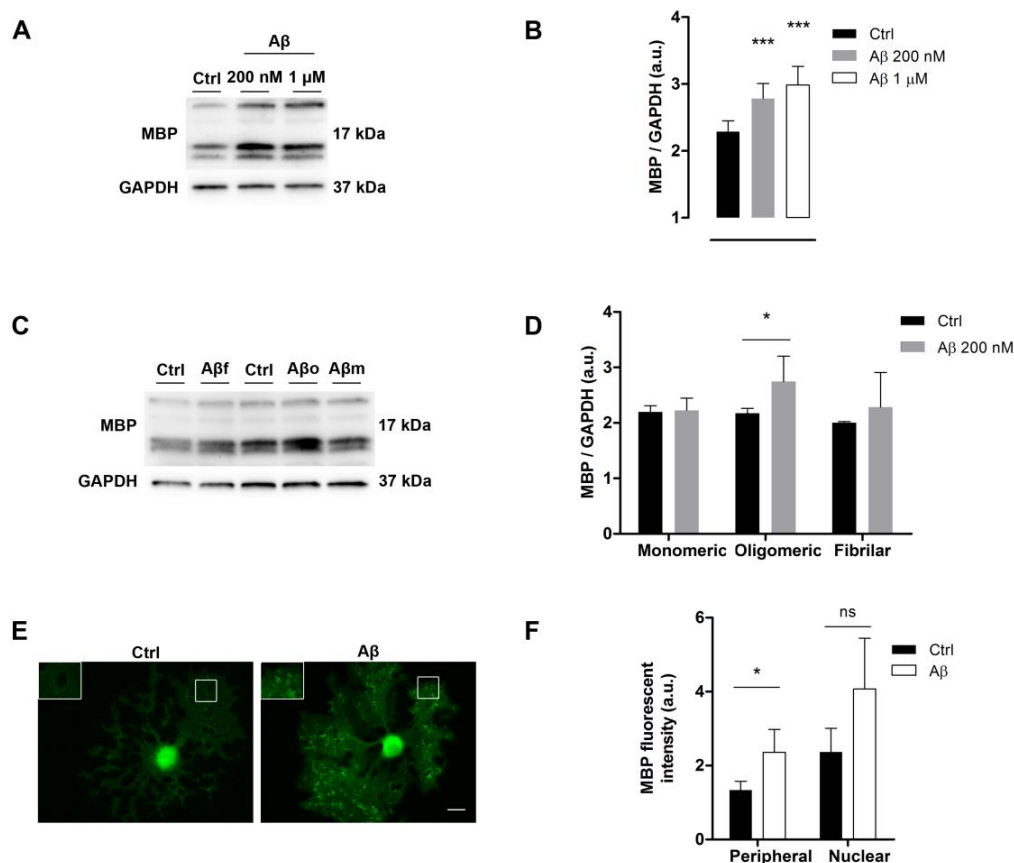 A
Aβ
Ctrl 200 nM 1 µM
MBP
17 kDa
GAPDH
37 kDa
B
MBP / GAPDH (a.u.)
4
3
2
1
***
***
Ctrl
Aβ 200 nM
Aβ 1 µM
C
Ctrl Aβf Ctrl Aβo Aβm
MBP
17 kDa
GAPDH
37 kDa
D
MBP / GAPDH (a.u.)
4
3
2
1
0
*
Monomeric Oligomeric Fibrilar
Ctrl
Aβ 200 nM
E
Ctrl
Aβ
F
MBP fluorescent
intensity (a.u.)
6
4
2
0
*
ns
Peripheral Nuclear
Ctrl
Aβ